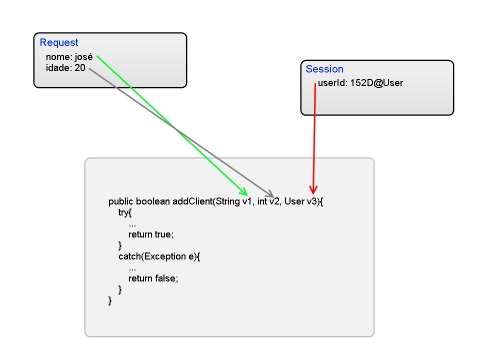 Request
nome: josé
idade: 20
Session
userId: 152D@User
public boolean addClient(String v1, int v2, User v3){
try{
...
return true;
}
catch(Exception e){
...
return false;
}
}